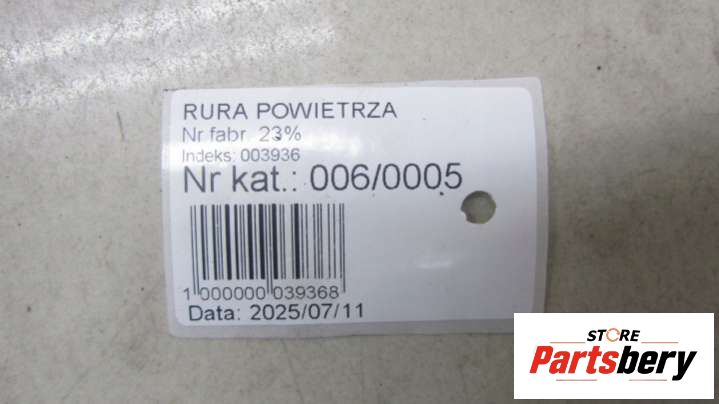 RURA POWIETRZA
Nr fabr. 23%
Indeks: 003936
Nr kat.: 006/0005
1 000000 039368
Data: 2025/07/11
STORE
Partsbery